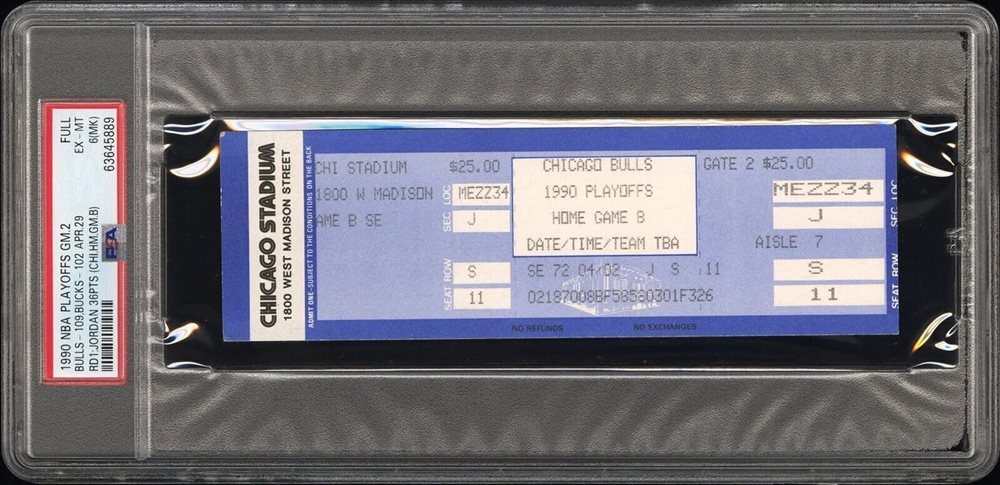 1990 NBA PLAYOFFS GM.2 FULL
BULLS - 109,BUCKS - 102 APR.29 EX - MT
RD1:JORDAN 36PTS (CHI.HM.GM.B) 6(MK)
63645889
PSA
CHICAGO STADIUM
1800 WEST MADISON STREET
ADMIT ONE-SUBJECT TO THE CONDITIONS ON THE BACK
CHI STADIUM $25.00
1800 W MADISON MEZZ34
AME B SE J
SEC LOC
S
11
SEAT ROW
CHICAGO BULLS
1990 PLAYOFFS
HOME GAME B
DATE/TIME/TEAM TBA
SE 72 04/02 J S 11
GATE 2 $25.00
MEZZ34
J
SEC LOC
AISLE 7
S
11
SEAT ROW
NO REFUNDS NO EXCHANGES